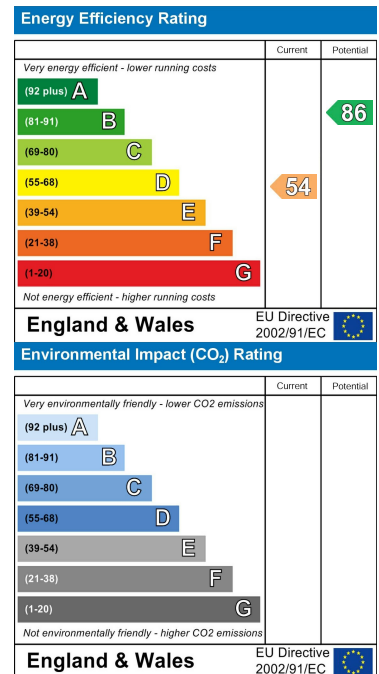 Energy Efficiency Rating
Current Potential
Very energy efficient - lower running costs
(92 plus) A
(81-91) B
(69-80) C
(55-68) D
(39-54) E
(21-38) F
(1-20) G
86
54
Not energy efficient - higher running costs
England & Wales
EU Directive
2002/91/EC
Environmental Impact (CO₂) Rating
Current Potential
Very environmentally friendly - lower CO2 emissions
(92 plus) A
(81-91) B
(69-80) C
(55-68) D
(39-54) E
(21-38) F
(1-20) G
Not environmentally friendly - higher CO2 emissions
England & Wales
EU Directive
2002/91/EC